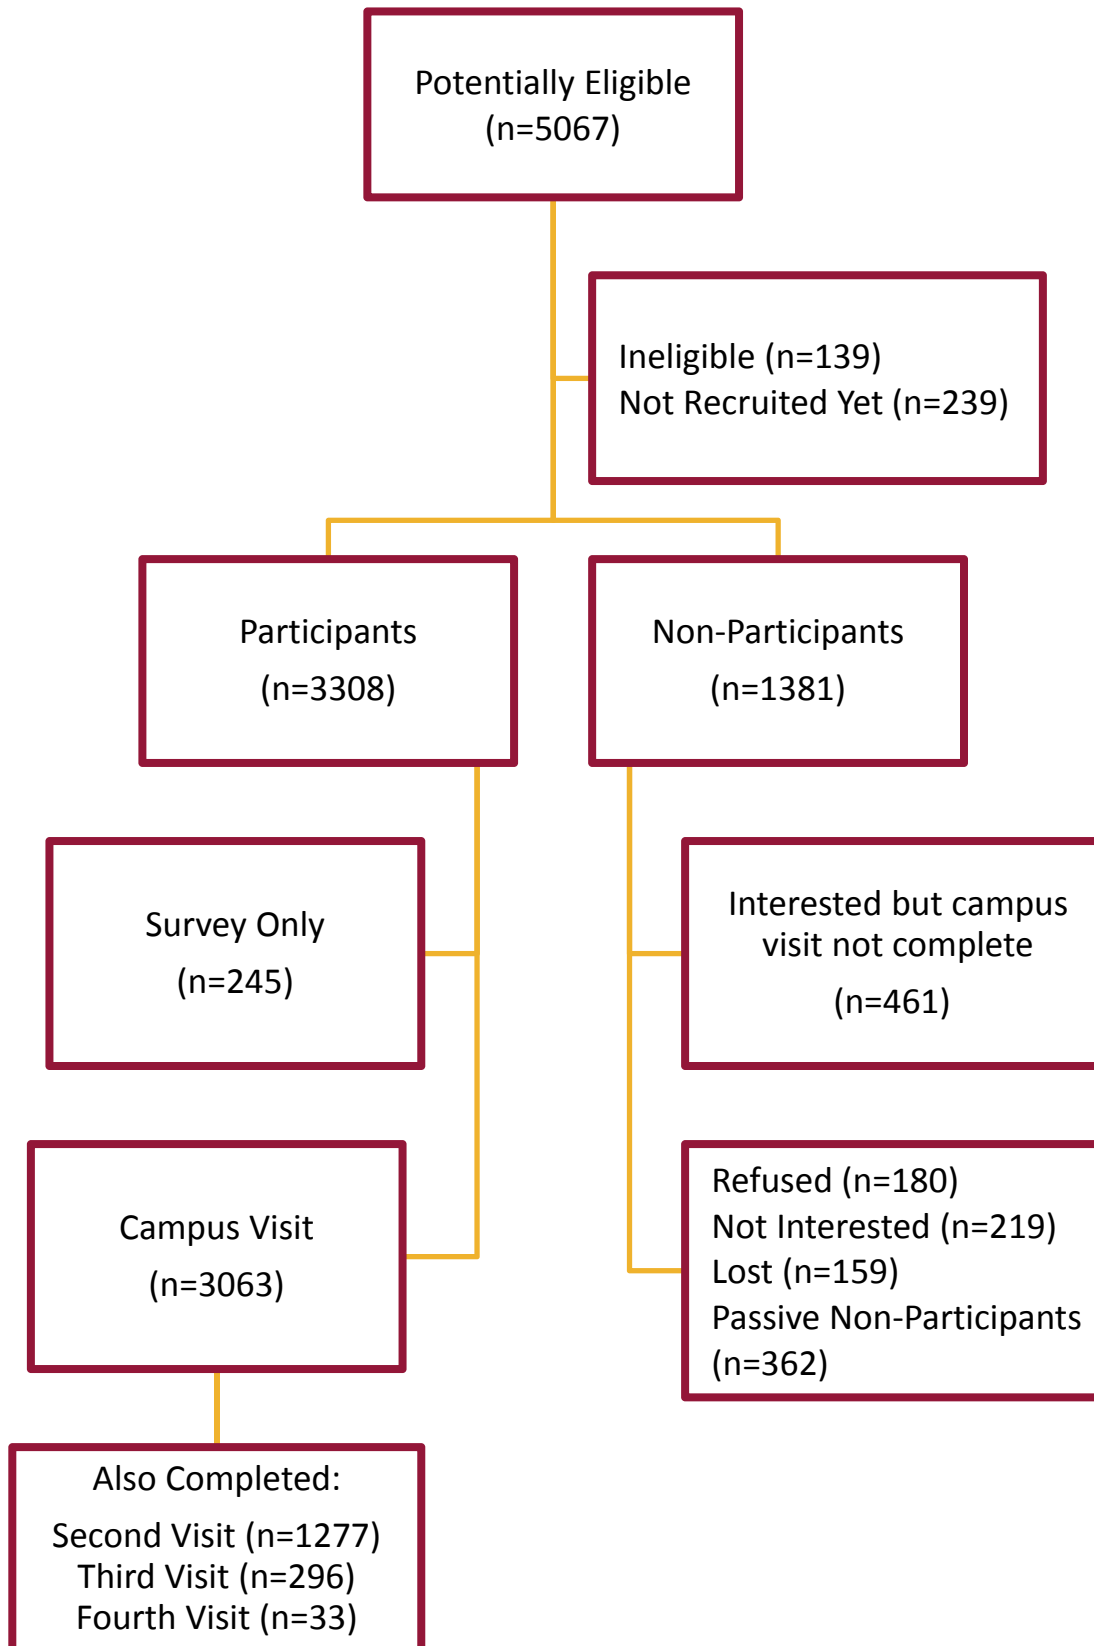 Potentially Eligible
(n=5067)
Ineligible (n=139)
Not Recruited Yet (n=239)
Participants
(n=3308)
Non-Participants
(n=1381)
Survey Only
(n=245)
Interested but campus
visit not complete
(n=461)
Campus Visit
(n=3063)
Refused (n=180)
Not Interested (n=219)
Lost (n=159)
Passive Non-Participants
(n=362)
Also Completed:
Second Visit (n=1277)
Third Visit (n=296)
Fourth Visit (n=33)